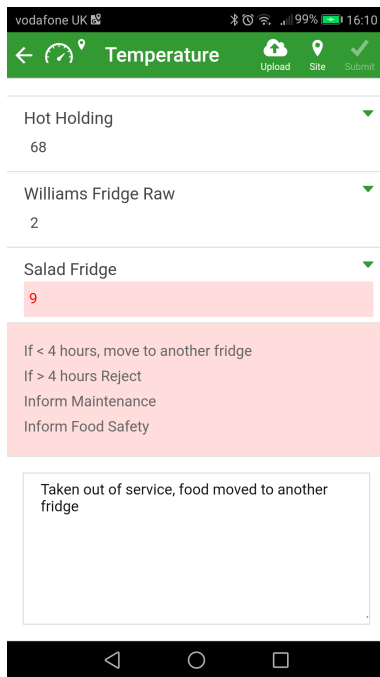 vodafone UK
99%
16:10
Temperature
Upload
Site
Submit
Hot Holding
68
Williams Fridge Raw
2
Salad Fridge
9
If < 4 hours, move to another fridge
If > 4 hours Reject
Inform Maintenance
Inform Food Safety
Taken out of service, food moved to another
fridge